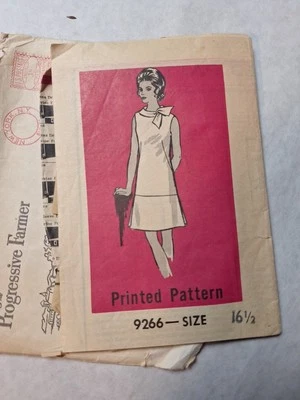 Progressive Farmer
Printed Pattern
9266—SIZE 16½